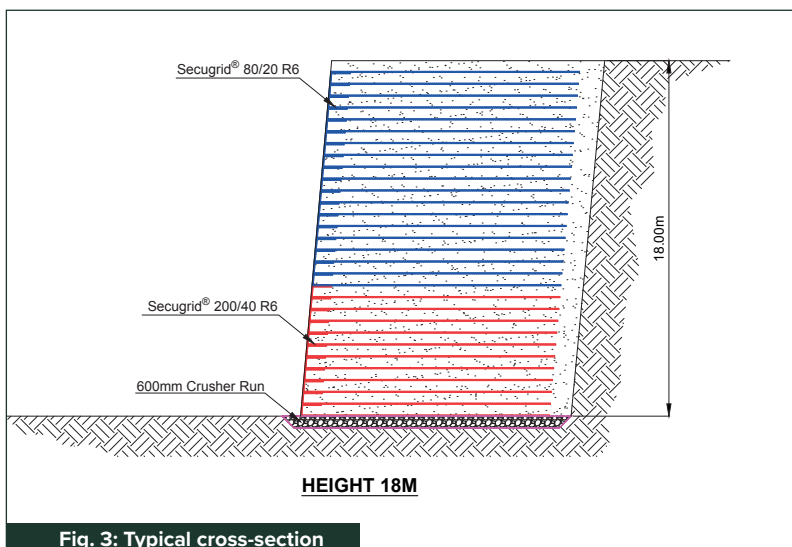 Secugrid® 80/20 R6
18.00m
Secugrid® 200/40 R6
600mm Crusher Run
HEIGHT 18M
Fig. 3: Typical cross-section